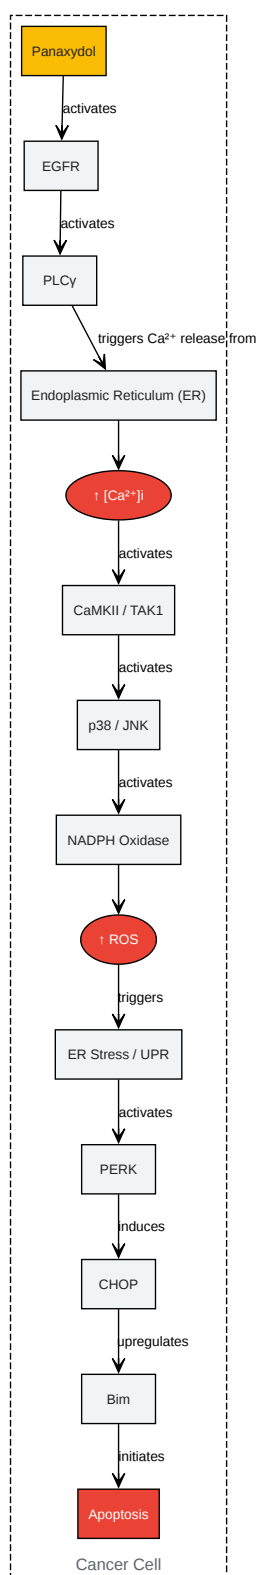 Panaxydol
activates
EGFR
activates
PLCγ
triggers Ca²⁺ release from
Endoplasmic Reticulum (ER)
↑ [Ca²⁺]i
activates
CaMKII / TAK1
activates
p38 / JNK
activates
NADPH Oxidase
↑ ROS
triggers
ER Stress / UPR
activates
PERK
induces
CHOP
upregulates
Bim
initiates
Apoptosis
Cancer Cell